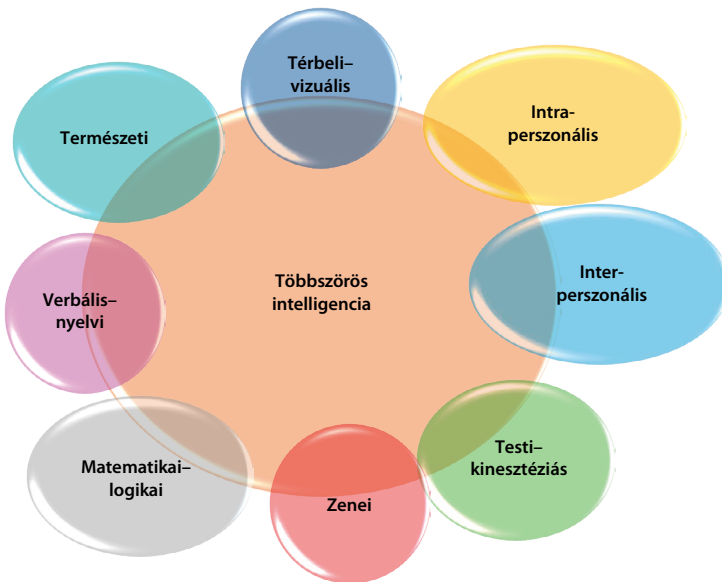 Térbeli–
vizuális
Intra-
perszonális
Természeti
Inter-
perszonális
Többszörös
intelligencia
Verbális–
nyelvi
Testi–
kinesztéziás
Matematikai–
logikai
Zenei